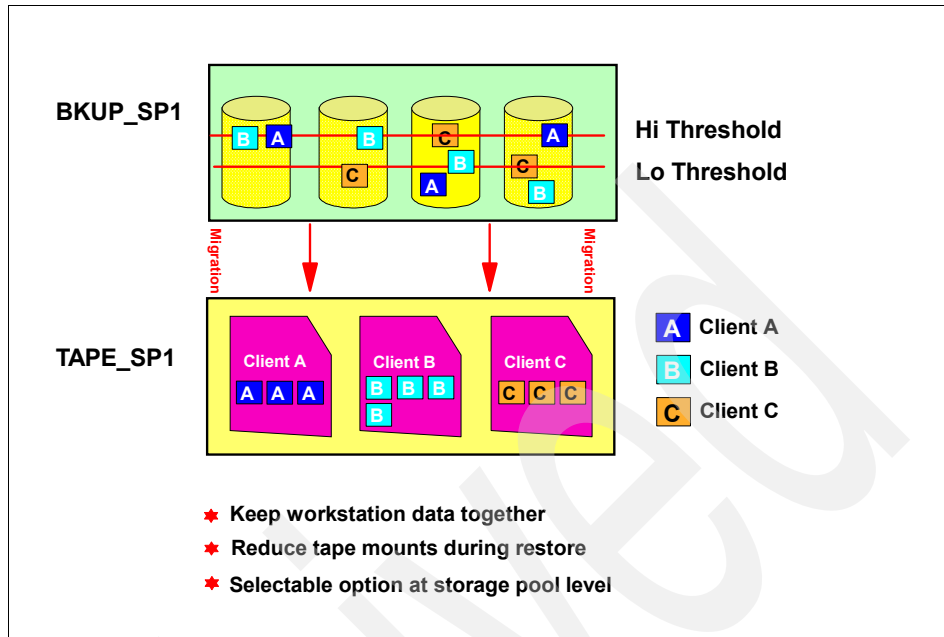 BKUP_SP1
B A B C A
Hi Threshold
C B C
Lo Threshold
A B
Migration
Migration
TAPE_SP1
Client A
Client B
Client C
A A A
B B B
B
C C C
A Client A
B Client B
C Client C
Keep workstation data together
Reduce tape mounts during restore
Selectable option at storage pool level